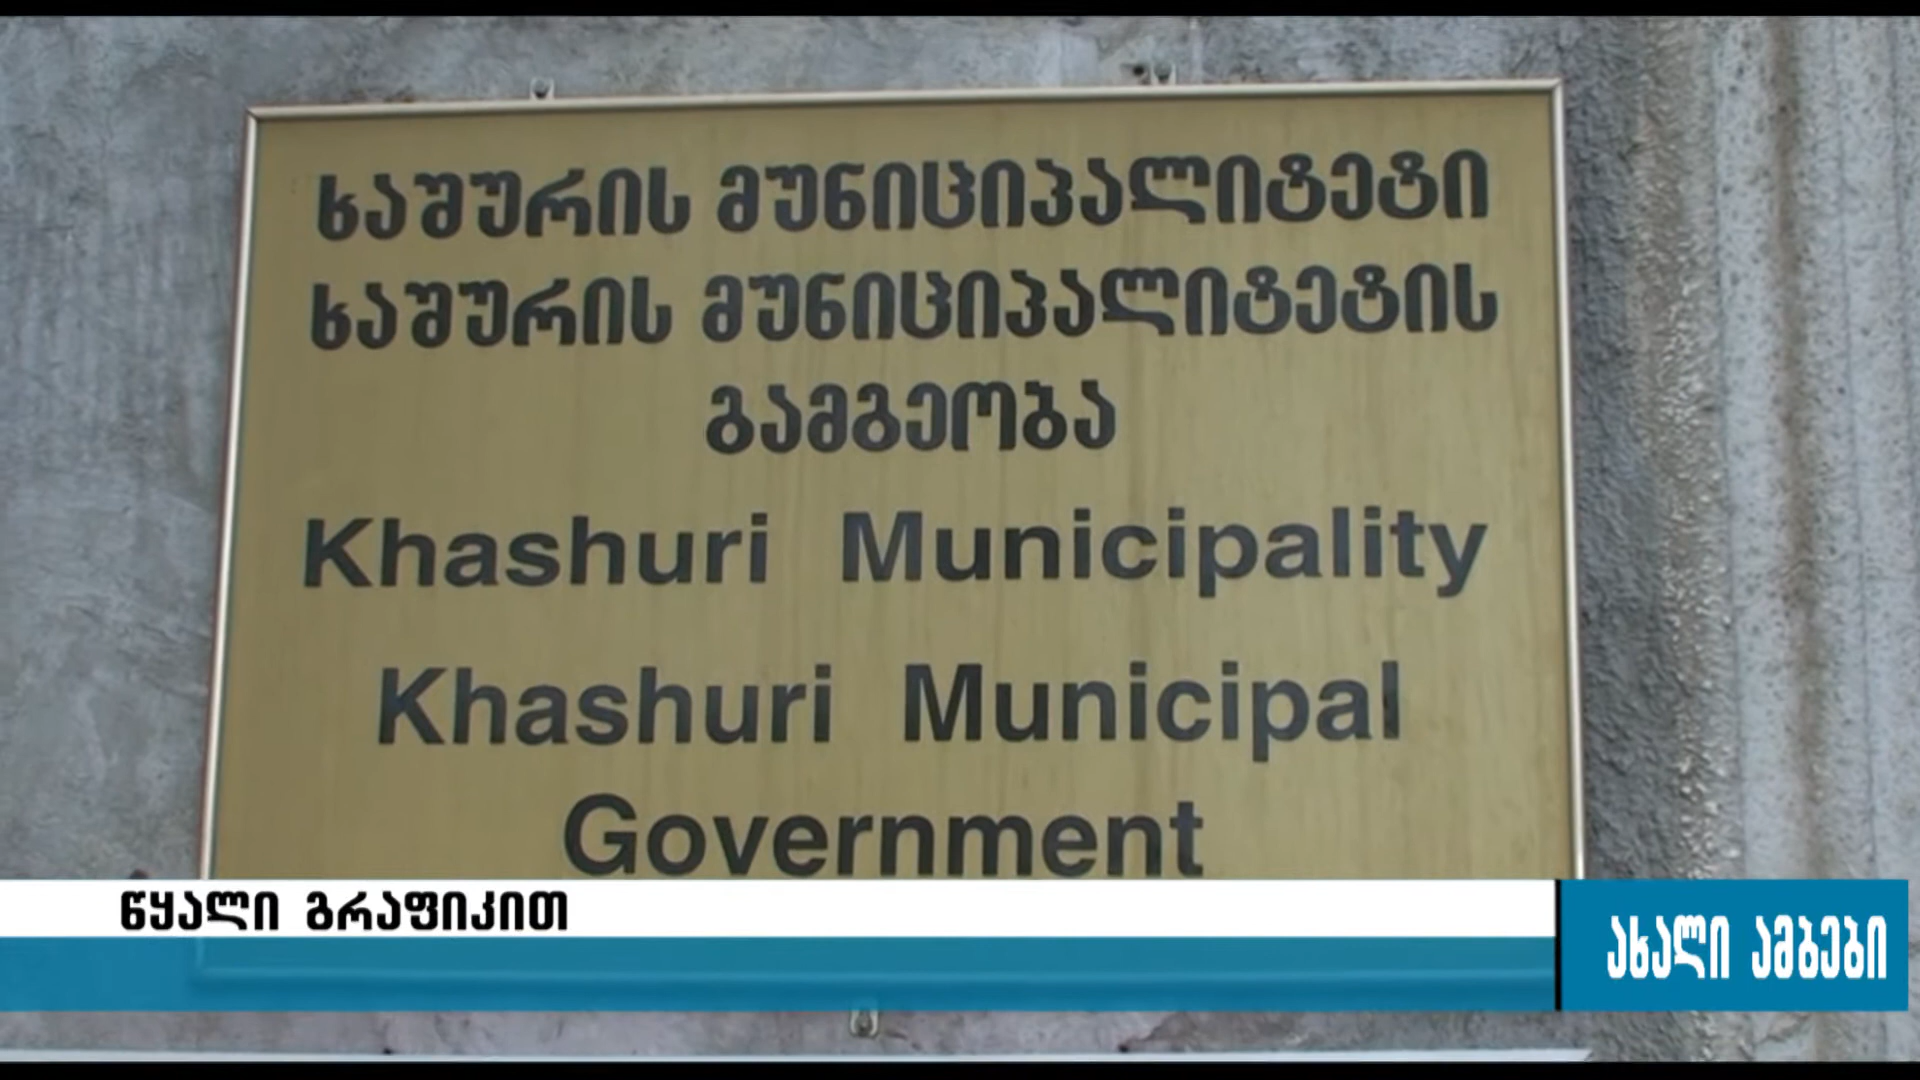 ხაშურის მუნიციპალიტეტი
ხაშურის მუნიციპალიტეტის
გამგეობა
Khashuri Municipality
Khashuri Municipal
Government
წყალი გრაფიკით
ახალი ამბები